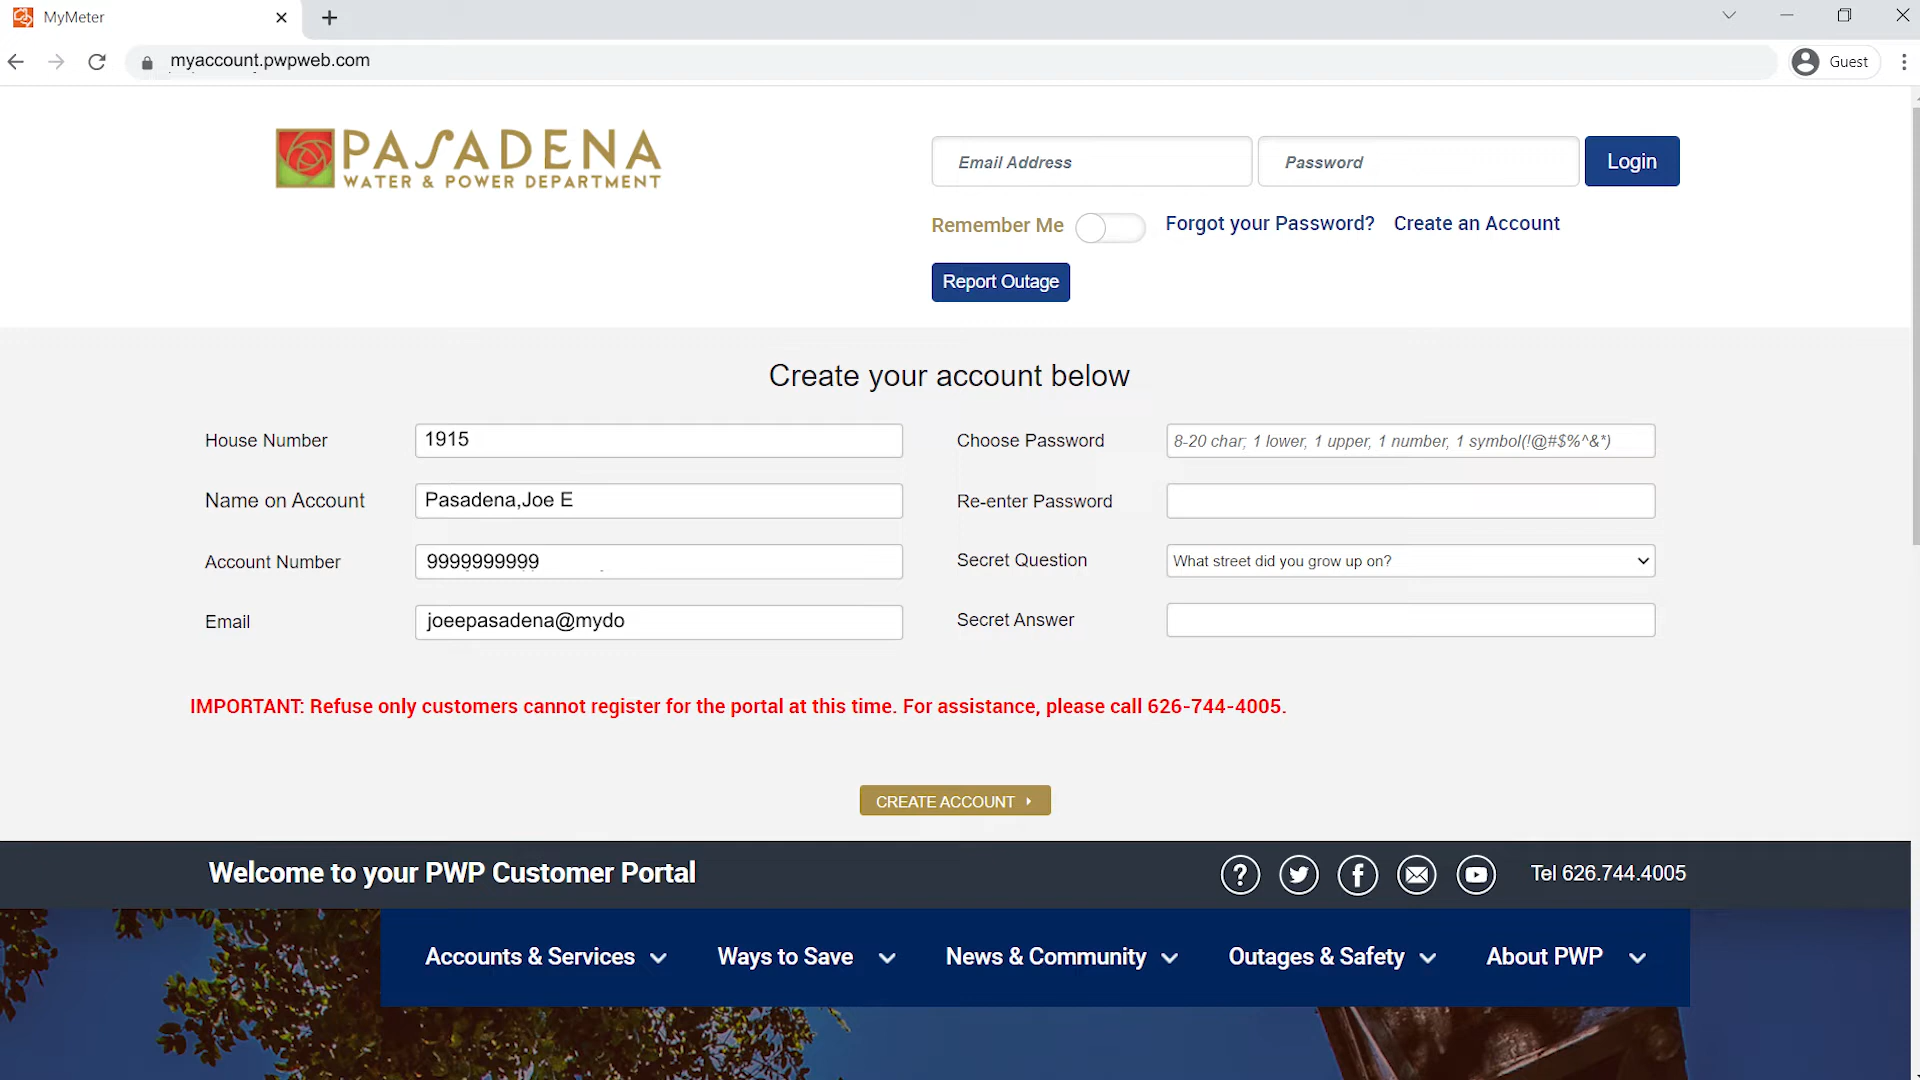 MyMeter
myaccount.pwpweb.com
Guest
PASADENA
WATER & POWER DEPARTMENT
Email Address
Password
Login
Remember Me
Forgot your Password?
Create an Account
Report Outage
Create your account below
House Number
1915
Choose Password
8-20 char; 1 lower, 1 upper, 1 number, 1 symbol(!@#$%^&*)
Name on Account
Pasadena,Joe E
Re-enter Password
Account Number
9999999999
Secret Question
What street did you grow up on?
Email
joeepasadena@mydo
Secret Answer
IMPORTANT: Refuse only customers cannot register for the portal at this time. For assistance, please call 626-744-4005.
CREATE ACCOUNT
Welcome to your PWP Customer Portal
Tel 626.744.4005
Accounts & Services
Ways to Save
News & Community
Outages & Safety
About PWP